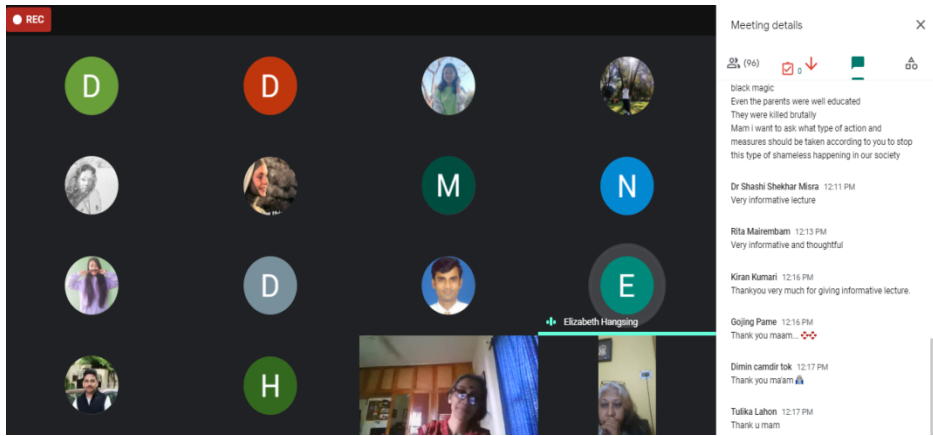 REC
D
D
M
N
D
E
Elizabeth Hangsing
H
Meeting details
(96)
0
black magic
Even the parents were well educated
They were killed brutally
Mam i want to ask what type of action and
measures should be taken according to you to stop
this type of shameless happening in our society
Dr Shashi Shekhar Misra 12:11 PM
Very informative lecture
Rita Mairembam 12:13 PM
Very informative and thoughtful
Kiran Kumari 12:16 PM
Thankyou very much for giving informative lecture.
Gojing Pame 12:16 PM
Thank you maam...
Dimin camdir tok 12:17 PM
Thank you ma'am
Tulika Lahon 12:17 PM
Thank u mam